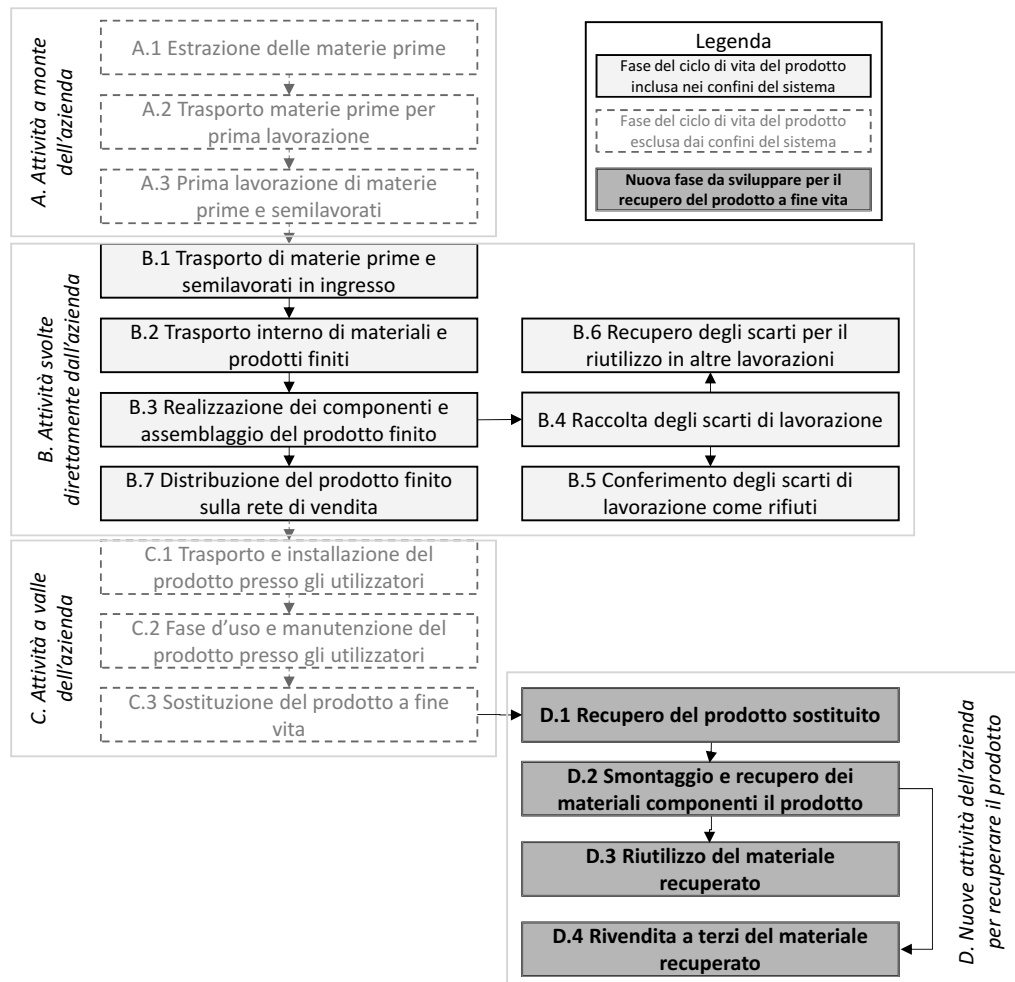 A. Attività a monte
dell'azienda
A.1 Estrazione delle materie prime
A.2 Trasporto materie prime per
prima lavorazione
A.3 Prima lavorazione di materie
prime e semilavorati
Legenda
Fase del ciclo di vita del prodotto
inclusa nei confini del sistema
Fase del ciclo di vita del prodotto
esclusa dai confini del sistema
Nuova fase da sviluppare per il
recupero del prodotto a fine vita
B. Attività svolte
direttamente dall'azienda
B.1 Trasporto di materie prime e
semilavorati in ingresso
B.2 Trasporto interno di materiali e
prodotti finiti
B.3 Realizzazione dei componenti e
assemblaggio del prodotto finito
B.7 Distribuzione del prodotto finito
sulla rete di vendita
B.6 Recupero degli scarti per il
riutilizzo in altre lavorazioni
B.4 Raccolta degli scarti di lavorazione
B.5 Conferimento degli scarti di
lavorazione come rifiuti
C. Attività a valle
dell'azienda
C.1 Trasporto e installazione del
prodotto presso gli utilizzatori
C.2 Fase d'uso e manutenzione del
prodotto presso gli utilizzatori
C.3 Sostituzione del prodotto a fine
vita
D.1 Recupero del prodotto sostituito
D.2 Smontaggio e recupero dei
materiali componenti il prodotto
D.3 Riutilizzo del materiale
recuperato
D.4 Rivendita a terzi del materiale
recuperato
D. Nuove attività dell'azienda
per recuperare il prodotto